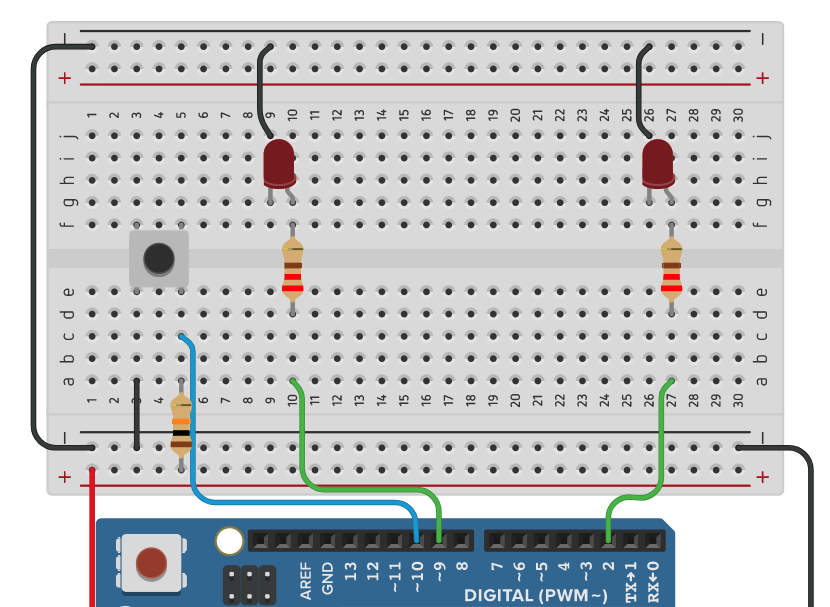 − −
+ +
1 2 3 4 5 6 7 8 9 10 11 12 13 14 15 16 17 18 19 20 21 22 23 24 25 26 27 28 29 30
j j
i i
h h
g g
f f
e e
d d
c c
b b
a a
1 2 3 4 5 6 7 8 9 10 11 12 13 14 15 16 17 18 19 20 21 22 23 24 25 26 27 28 29 30
− −
+ +
AREF GND 13 12 ~11 ~10 ~9 8 7 ~6 ~5 4 ~3 2 TX→1 RX←0
DIGITAL (PWM~)